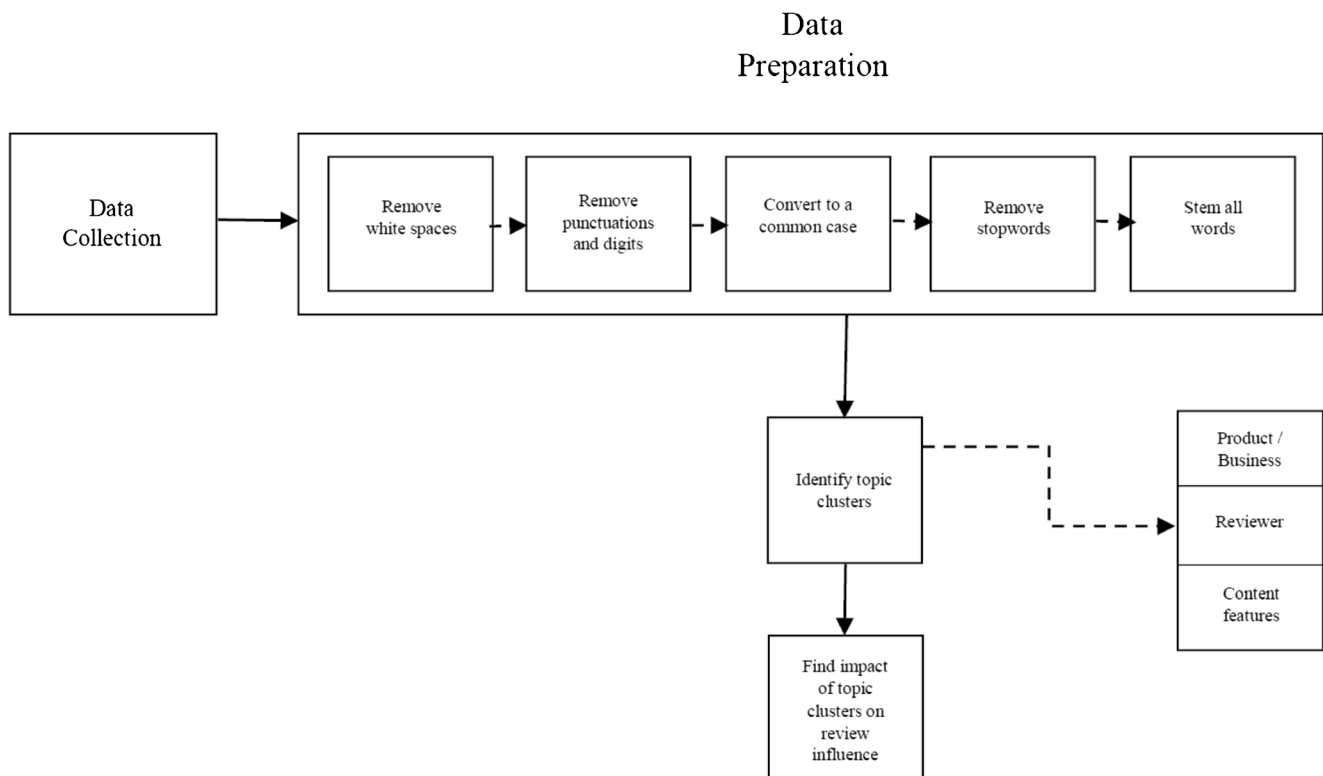 Data
Preparation
Data
Collection
Remove
white spaces
Remove
punctuations
and digits
Convert to a
common case
Remove
stopwords
Stem all
words
Identify topic
clusters
Product /
Business
Reviewer
Content
features
Find impact
of topic
clusters on
review
influence